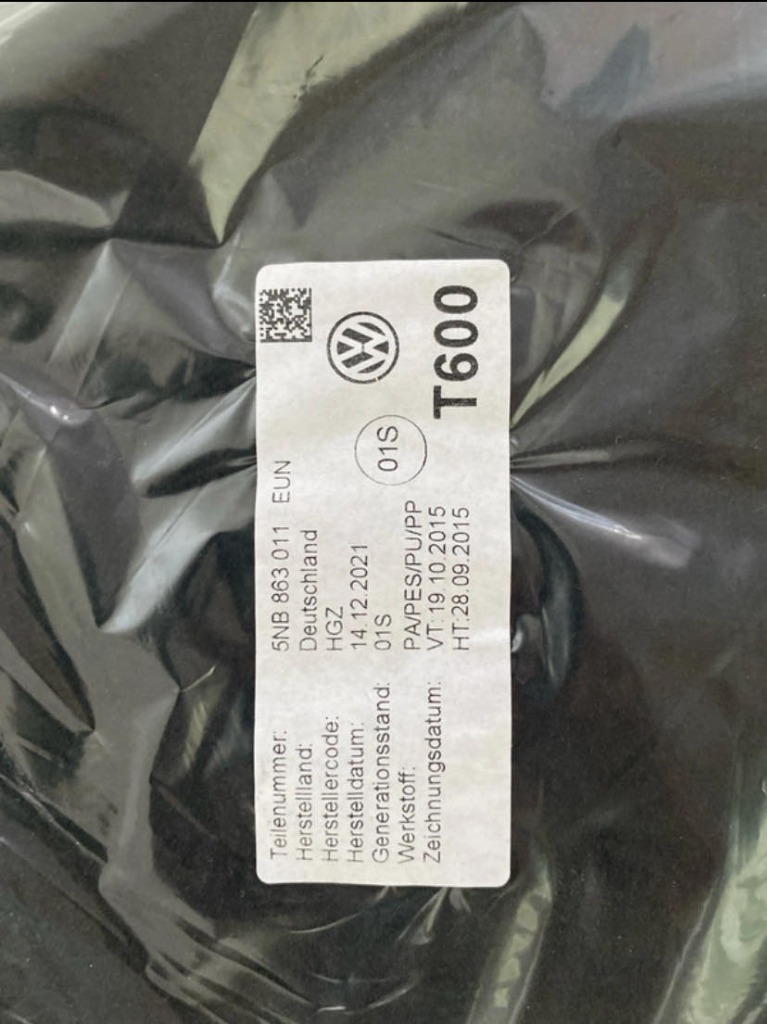 Teilenummer: 5NB 863 011 EUN
Herstellland: Deutschland
Herstellercode: HGZ
Herstelldatum: 14.12.2021
Generationsstand: 01S
Werkstoff: PA/PES/PU/PP
Zeichnungsdatum: VT:19.10.2015
HT:28.09.2015
01S
T600